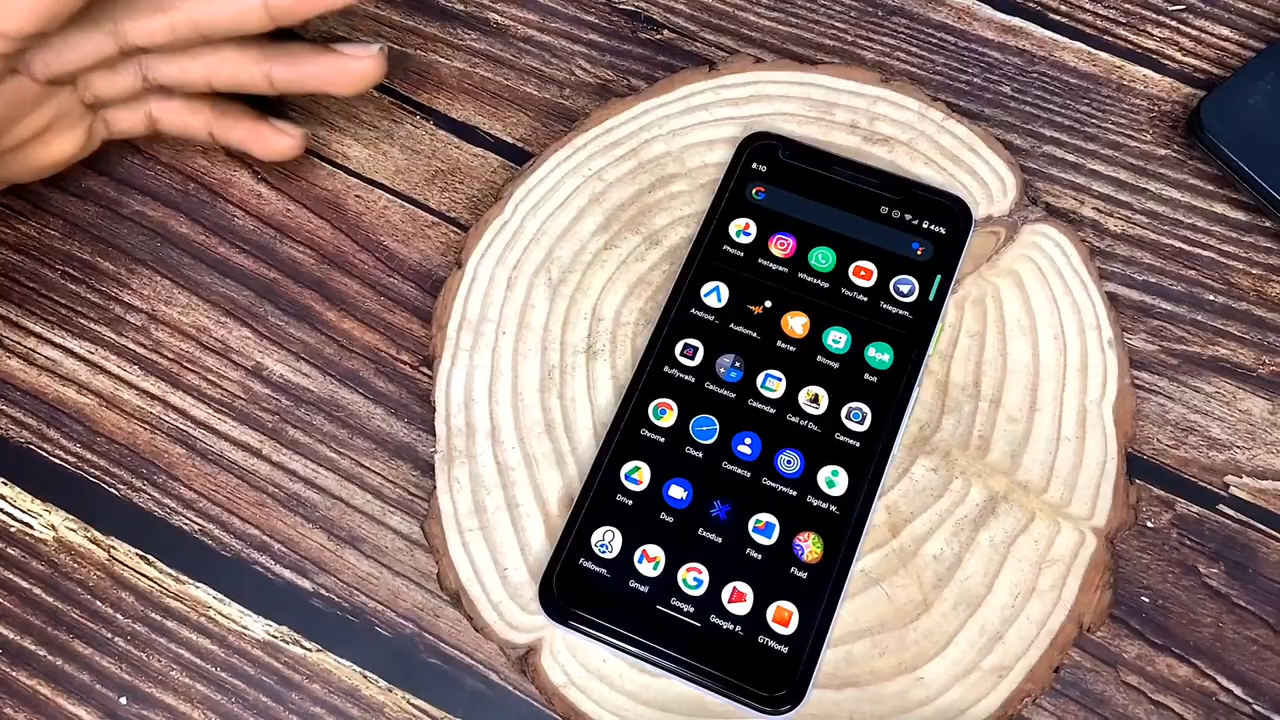 8:10
46%
Photos Instagram WhatsApp YouTube Telegram...
Android ... Audioma... Barter Bitmoji Bolt
Buffywalls Calculator Calendar Call of Du... Camera
Chrome Clock Contacts Cowrywise Digital W...
Drive Duo Exodus Files Fluid
Followm... Gmail Google Google P... GTWorld